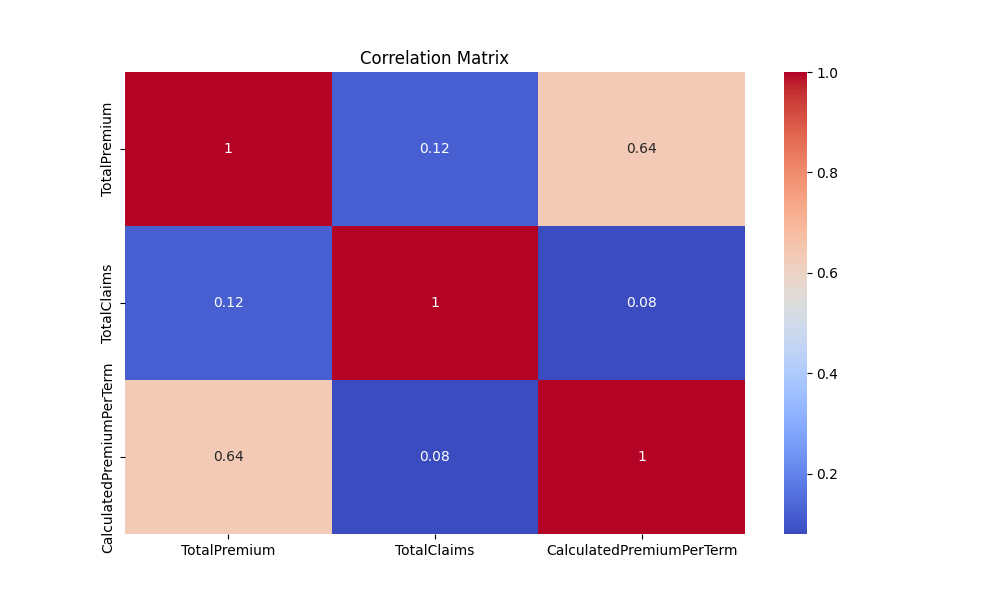 Correlation Matrix
TotalPremium
TotalClaims
CalculatedPremiumPerTerm
1 0.12 0.64
0.12 1 0.08
0.64 0.08 1
TotalPremium TotalClaims CalculatedPremiumPerTerm
1.0
0.8
0.6
0.4
0.2